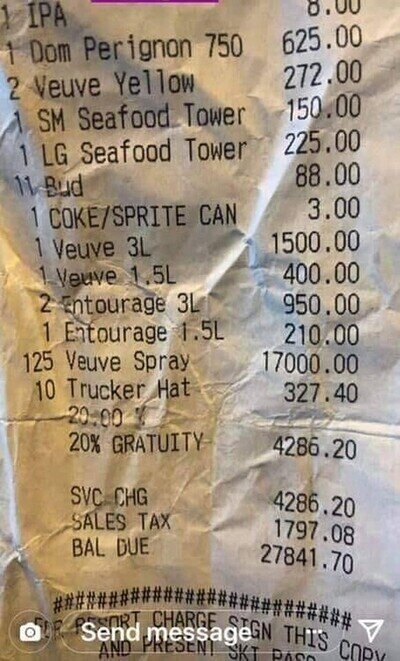 1 IPA 8.00
1 Dom Perignon 750 625.00
2 Veuve Yellow 272.00
1 SM Seafood Tower 150.00
1 LG Seafood Tower 225.00
11 Bud 88.00
1 COKE/SPRITE CAN 3.00
1 Veuve 3L 1500.00
1 Veuve 1.5L 400.00
2 Entourage 3L 950.00
1 Entourage 1.5L 210.00
125 Veuve Spray 17000.00
10 Trucker Hat 327.40
20.00 %
20% GRATUITY 4286.20
SVC CHG 4286.20
SALES TAX 1797.08
BAL DUE 27841.70
###########################
FOR RESORT CHARGE SIGN THIS COPY
AND PRESENT SKI PASS
Send message